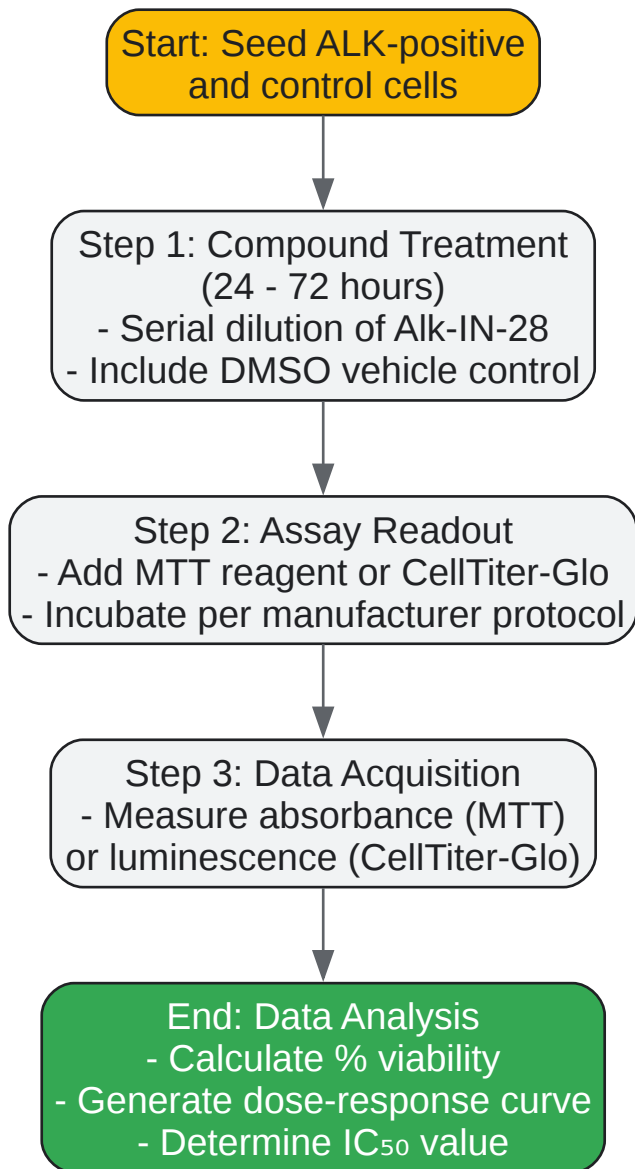 Start: Seed ALK-positive
and control cells
Step 1: Compound Treatment
(24 - 72 hours)
- Serial dilution of Alk-IN-28
- Include DMSO vehicle control
Step 2: Assay Readout
- Add MTT reagent or CellTiter-Glo
- Incubate per manufacturer protocol
Step 3: Data Acquisition
- Measure absorbance (MTT)
or luminescence (CellTiter-Glo)
End: Data Analysis
- Calculate % viability
- Generate dose-response curve
- Determine IC₅₀ value